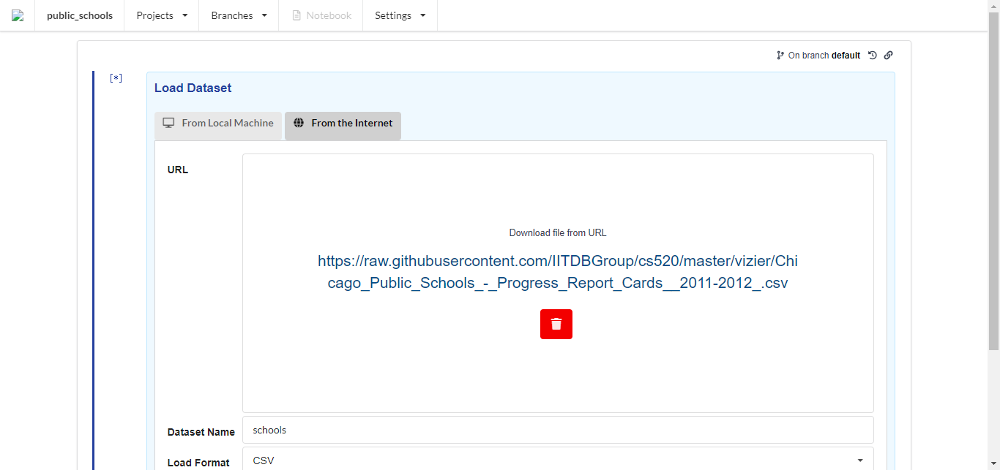 public_schools Projects Branches Notebook Settings
On branch default
[*]
Load Dataset
From Local Machine From the Internet
URL
Download file from URL
https://raw.githubusercontent.com/IITDBGroup/cs520/master/vizier/Chi
cago_Public_Schools_-_Progress_Report_Cards__2011-2012_.csv
Dataset Name schools
Load Format CSV